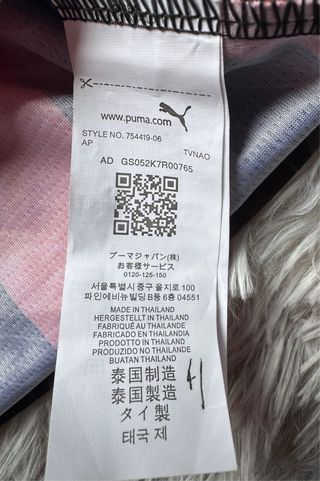 www.puma.com
STYLE NO. 754419-06
AP
TVNAO
AD GS052K7R00765
プーマジャパン(株)
お客様サービス
0120-125-150
서울특별시 중구 을지로 100
파인에비뉴빌딩 B동 6층 04551
MADE IN THAILAND
HERGESTELLT IN THAILAND
FABRIQUÉ AU THAÏLANDE
FABRICADO EN TAILANDIA
PRODOTTO IN THAILAND
PRODUZIDO NO THAILAND
BUATAN THAILAND
泰国制造
泰國製造
タイ製
태국 제